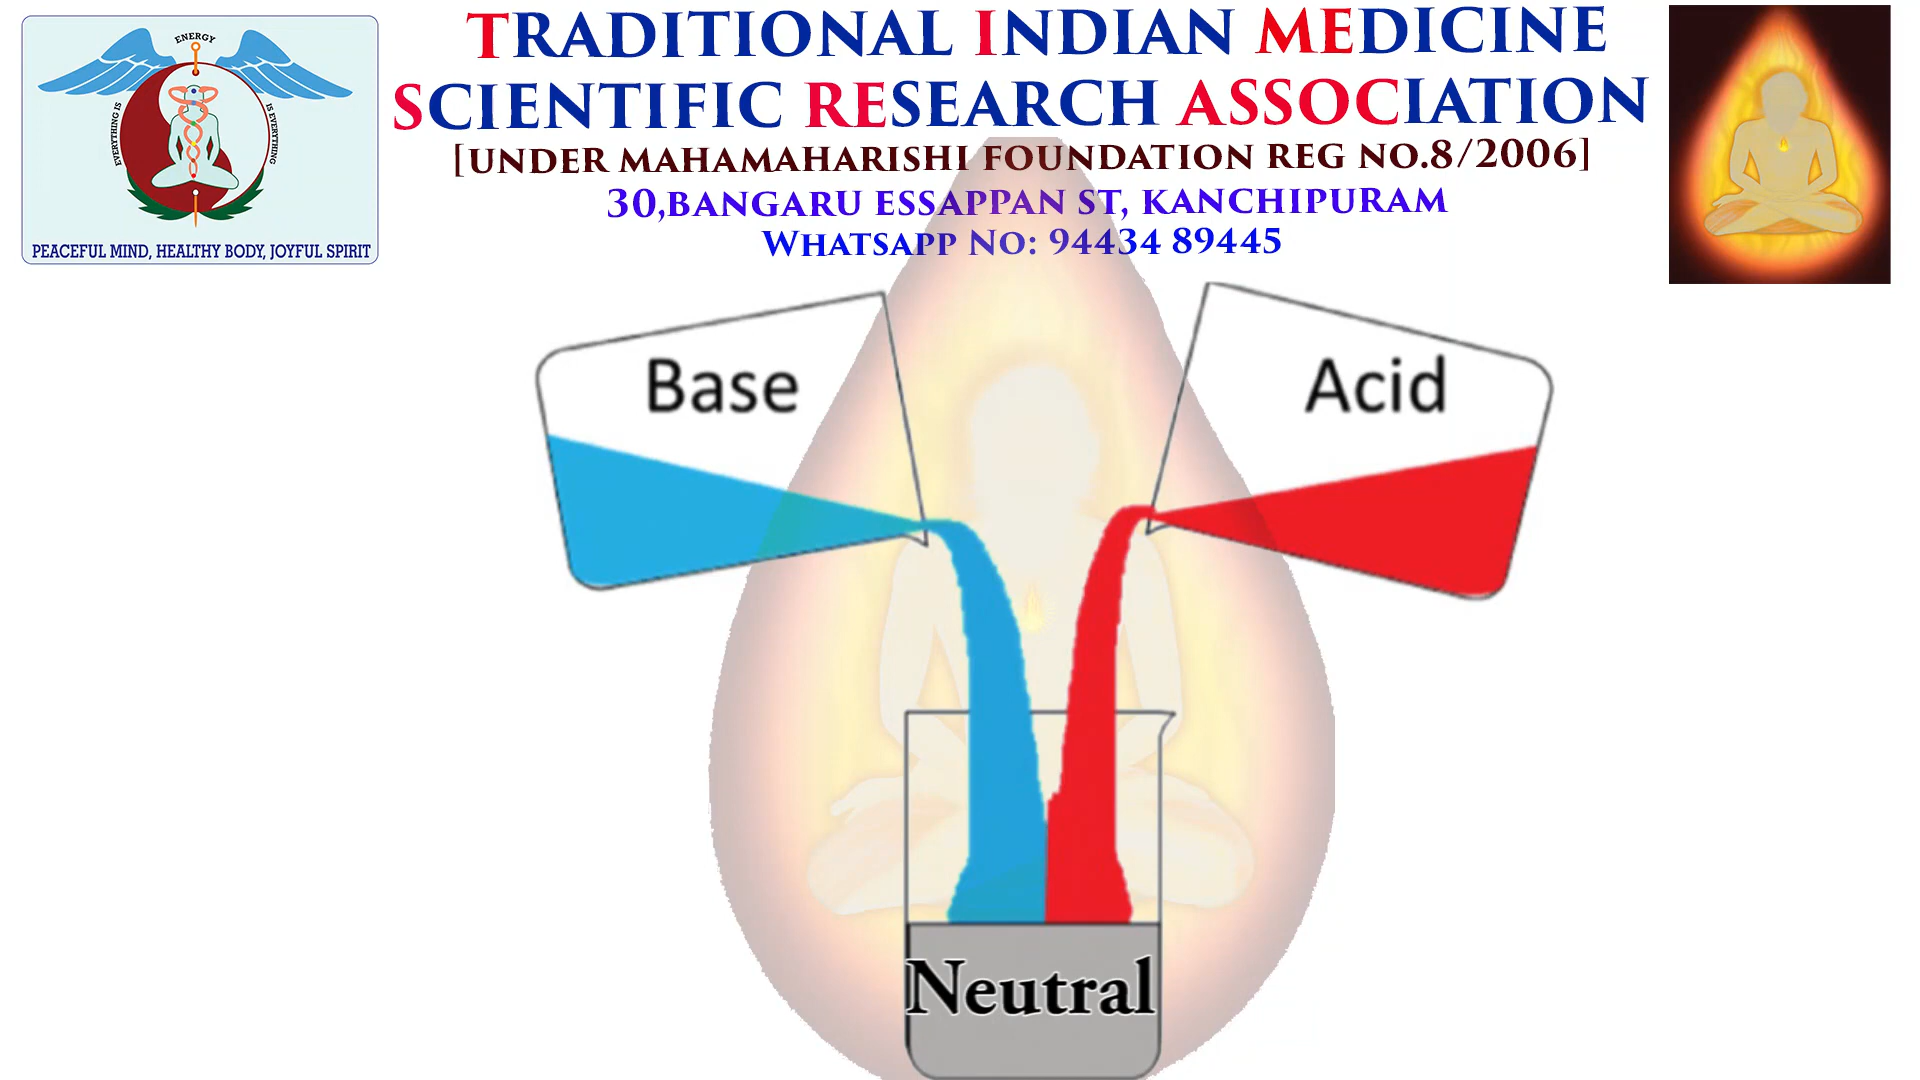 TRADITIONAL INDIAN MEDICINE
SCIENTIFIC RESEARCH ASSOCIATION
[UNDER MAHAMAHARISHI FOUNDATION REG NO.8/2006]
30,BANGARU ESSAPPAN ST, KANCHIPURAM
WHATSAPP NO: 94434 89445
EVERYTHING IS
ENERGY
IS EVERYTHING
PEACEFUL MIND, HEALTHY BODY, JOYFUL SPIRIT
Base
Acid
Neutral